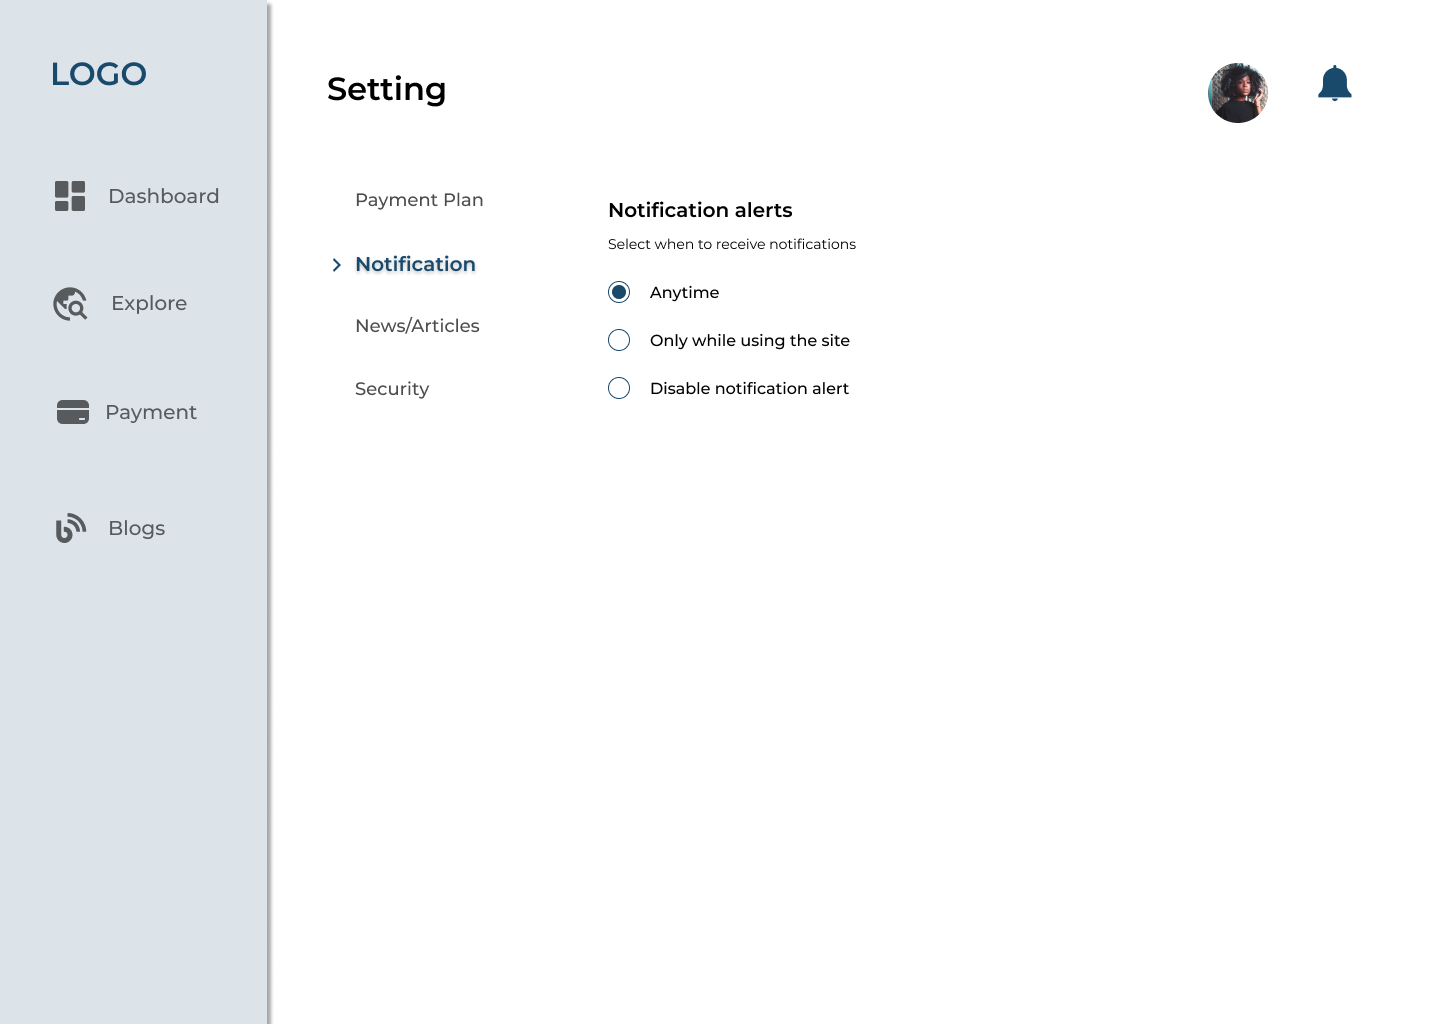 LOGO
Dashboard
Explore
Payment
Blogs
Setting
Payment Plan
Notification
News/Articles
Security
Notification alerts
Select when to receive notifications
Anytime
Only while using the site
Disable notification alert